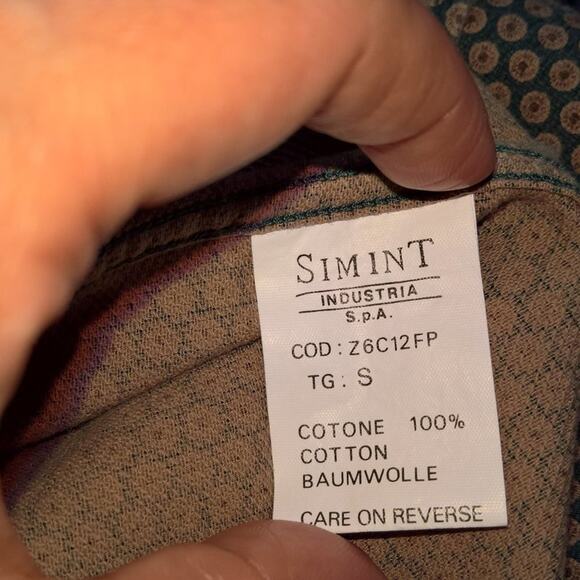 SIMINT
INDUSTRIA
S.p.A.
COD : Z6C12FP
TG : S
COTONE 100%
COTTON
BAUMWOLLE
CARE ON REVERSE